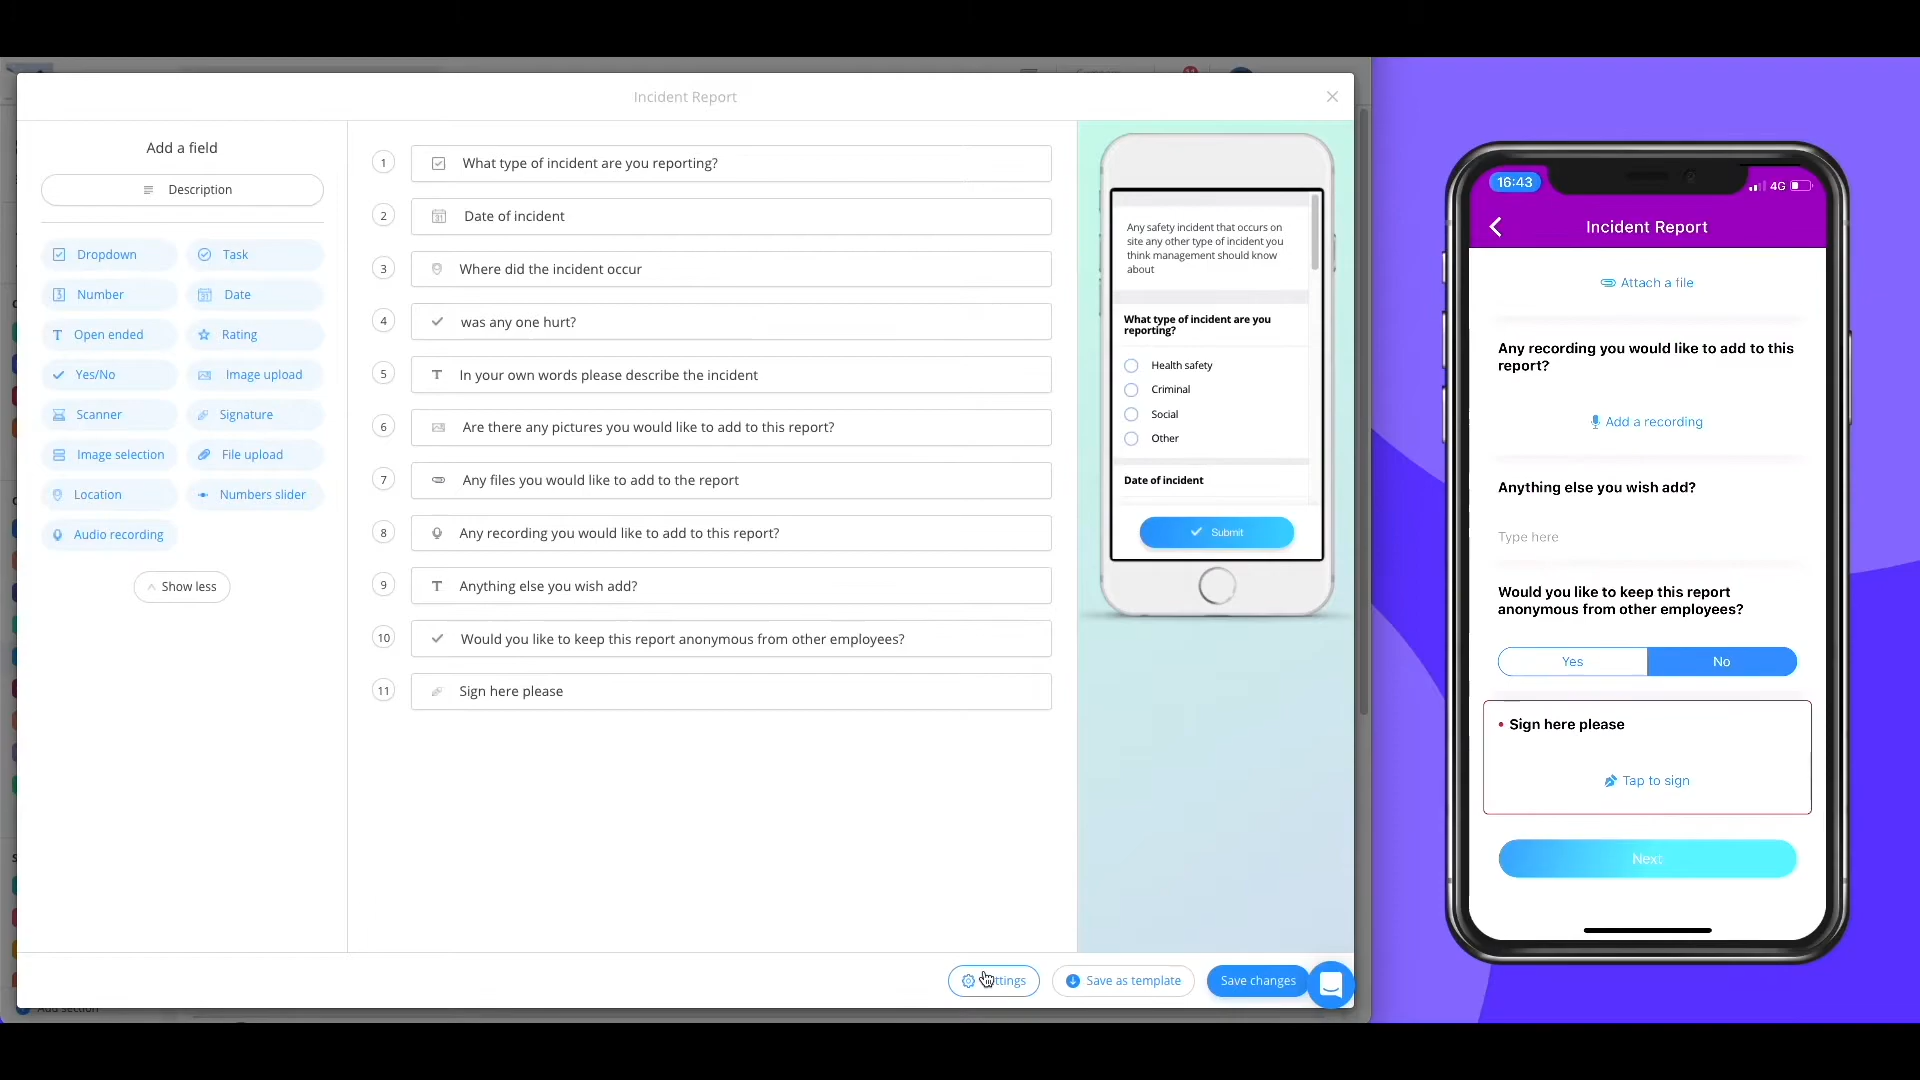 Incident Report
Add a field
Description
Dropdown
Task
Number
Date
Open ended
Rating
Yes/No
Image upload
Scanner
Signature
Image selection
File upload
Location
Numbers slider
Audio recording
Show less
1
What type of incident are you reporting?
2
Date of incident
3
Where did the incident occur
4
was any one hurt?
5
In your own words please describe the incident
6
Are there any pictures you would like to add to this report?
7
Any files you would like to add to the report
8
Any recording you would like to add to this report?
9
Anything else you wish add?
10
Would you like to keep this report anonymous from other employees?
11
Sign here please
Any safety incident that occurs on
site any other type of incident you
think management should know
about
What type of incident are you
reporting?
Health safety
Criminal
Social
Other
Date of incident
Submit
Save as template
Save changes
Add section
16:43
4G
Incident Report
Attach a file
Any recording you would like to add to this
report?
Add a recording
Anything else you wish add?
Type here
Would you like to keep this report
anonymous from other employees?
Yes
No
• Sign here please
Tap to sign
Next